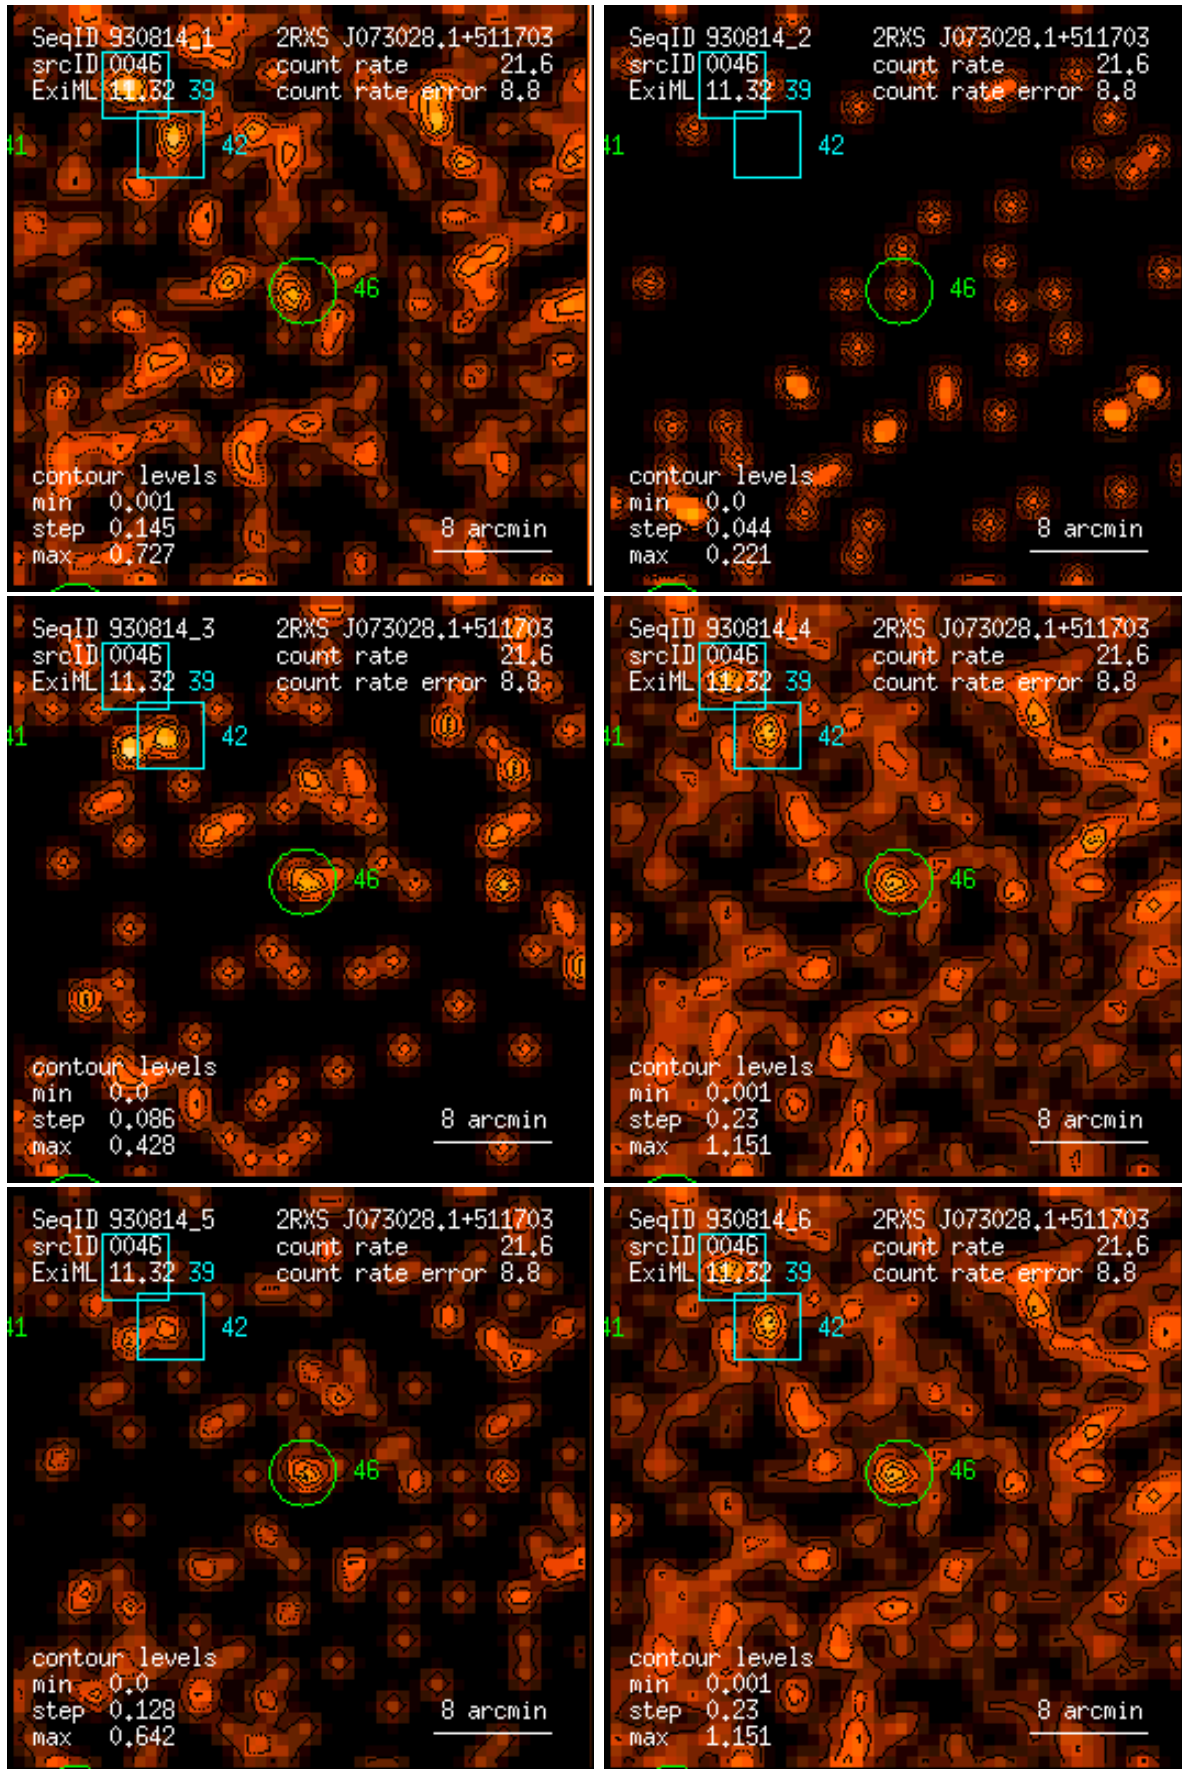 SeqID 930814_1 2RXS J073028.1+511703
srcID 0046 count rate 21.6
ExiML 11.32 39 count rate error 8.8
41 42
46
contour levels
min 0.001
step 0.145 8 arcmin
max 0.727
SeqID 930814_2 2RXS J073028.1+511703
srcID 0046 count rate 21.6
ExiML 11.32 39 count rate error 8.8
41 42
46
contour levels
min 0.0
step 0.044 8 arcmin
max 0.221
SeqID 930814_3 2RXS J073028.1+511703
srcID 0046 count rate 21.6
ExiML 11.32 39 count rate error 8.8
41 42
46
contour levels
min 0.0
step 0.086 8 arcmin
max 0.428
SeqID 930814_4 2RXS J073028.1+511703
srcID 0046 count rate 21.6
ExiML 11.32 39 count rate error 8.8
41 42
46
contour levels
min 0.001
step 0.23 8 arcmin
max 1.151
SeqID 930814_5 2RXS J073028.1+511703
srcID 0046 count rate 21.6
ExiML 11.32 39 count rate error 8.8
41 42
46
contour levels
min 0.0
step 0.128 8 arcmin
max 0.642
SeqID 930814_6 2RXS J073028.1+511703
srcID 0046 count rate 21.6
ExiML 11.32 39 count rate error 8.8
41 42
46
contour levels
min 0.001
step 0.23 8 arcmin
max 1.151